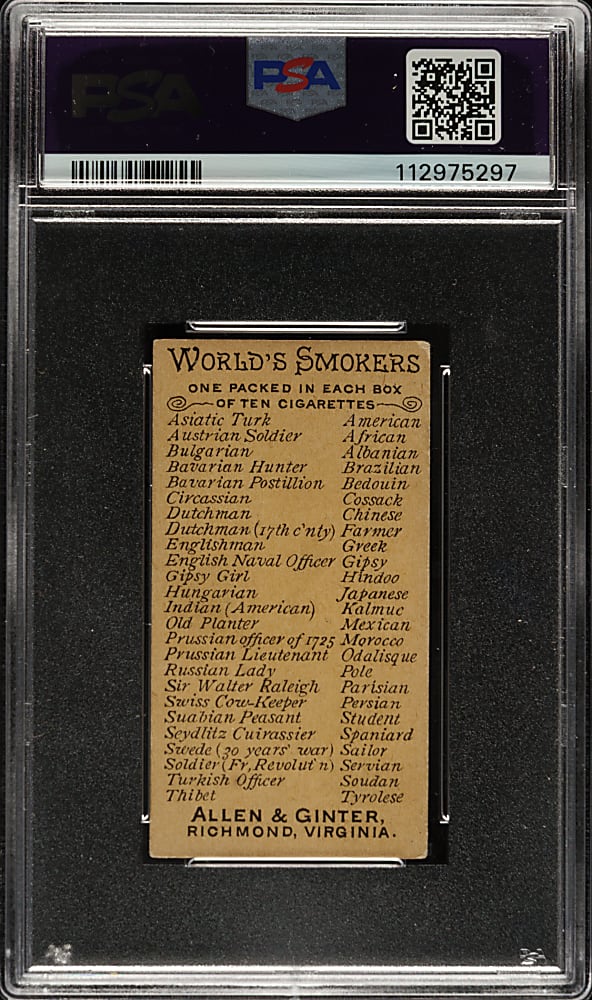 PSA
PSA
112975297
WORLD'S SMOKERS
ONE PACKED IN EACH BOX
OF TEN CIGARETTES
Asiatic Turk American
Austrian Soldier African
Bulgarian Albanian
Bavarian Hunter Brazilian
Bavarian Postillion Bedouin
Circassian Cossack
Dutchman Chinese
Dutchman (17th c'nty) Farmer
Englishman Greek
English Naval Officer Gipsy
Gipsy Girl Hindoo
Hungarian Japanese
Indian (American) Kalmuc
Old Planter Mexican
Prussian officer of 1725 Morocco
Prussian Lieutenant Odalisque
Russian Lady Pole
Sir Walter Raleigh Parisian
Swiss Cow-Keeper Persian
Suabian Peasant Student
Seydlitz Cuirassier Spaniard
Swede (30 years' war) Sailor
Soldier (Fr, Revolut'n) Servian
Turkish Officer Soudan
Thibet Tyrolese
ALLEN & GINTER,
RICHMOND, VIRGINIA.